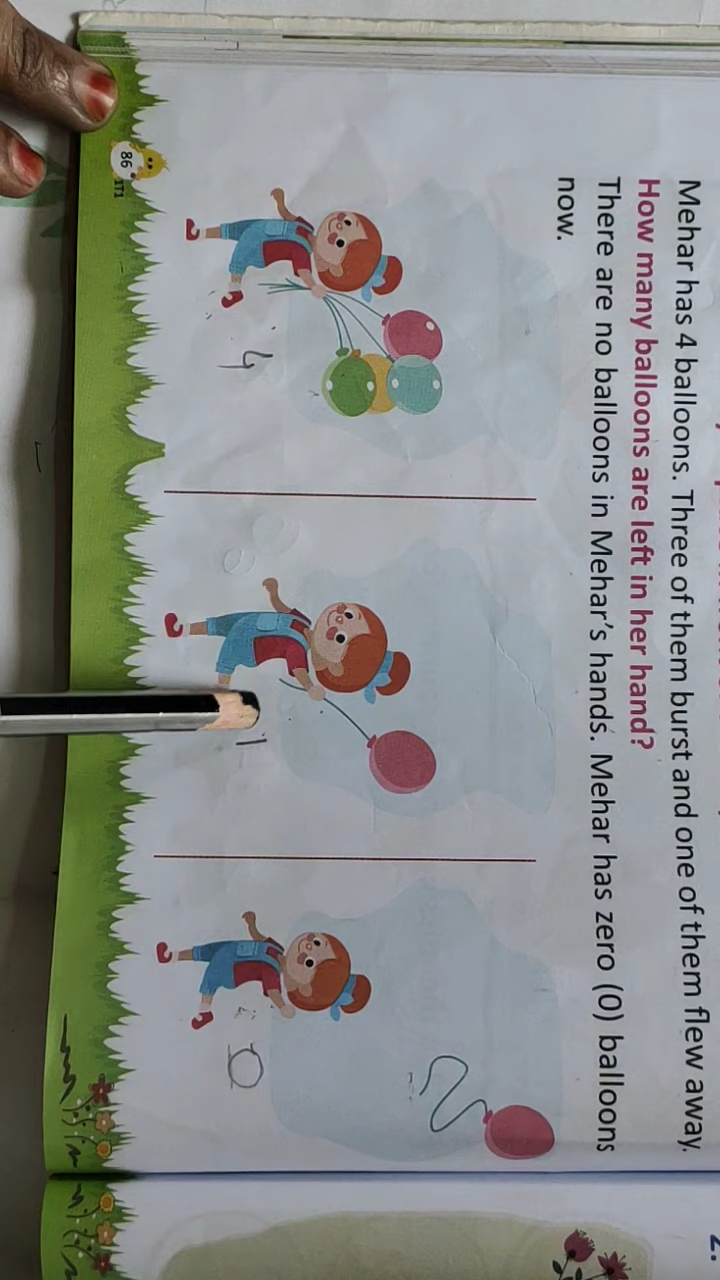 Mehar has 4 balloons. Three of them burst and one of them flew away.
How many balloons are left in her hand?
There are no balloons in Mehar's hands. Mehar has zero (0) balloons
now.
4
1
0
86
1T1
2.